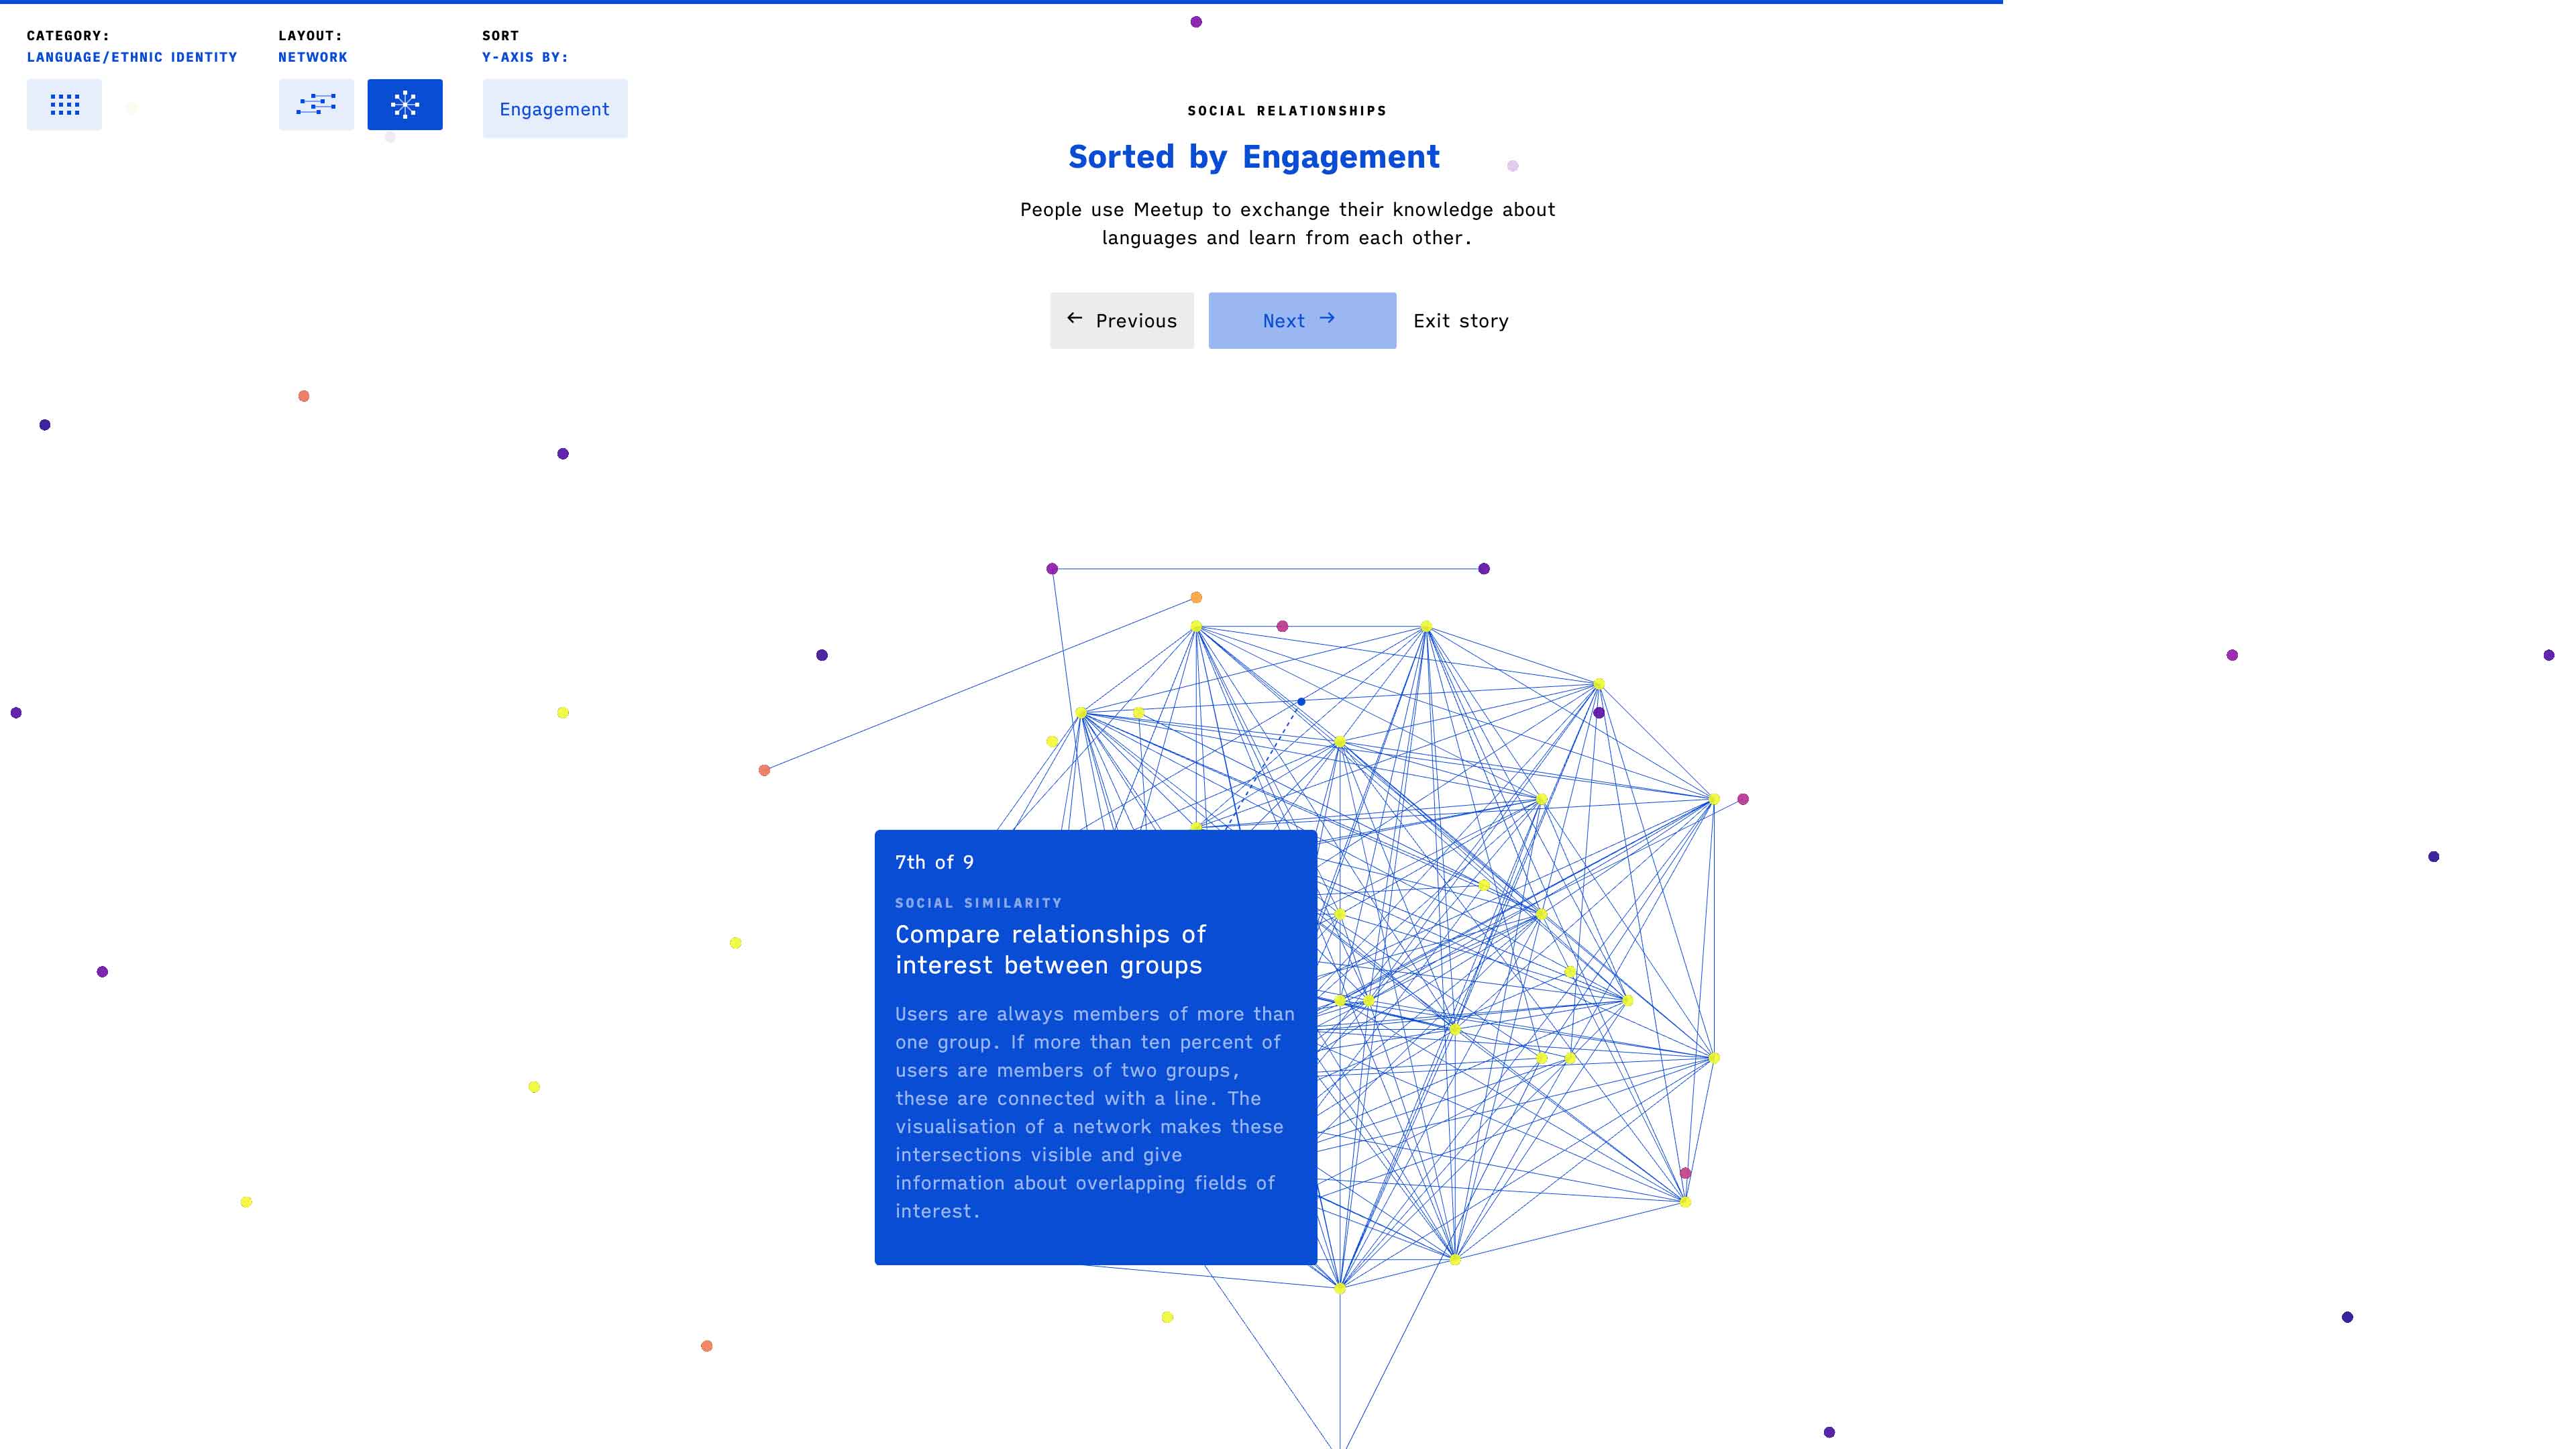 CATEGORY:
LANGUAGE/ETHNIC IDENTITY
LAYOUT:
NETWORK
SORT
Y-AXIS BY:
Engagement
SOCIAL RELATIONSHIPS
Sorted by Engagement
People use Meetup to exchange their knowledge about
languages and learn from each other.
← Previous
Next →
Exit story
7th of 9
SOCIAL SIMILARITY
Compare relationships of
interest between groups
Users are always members of more than
one group. If more than ten percent of
users are members of two groups,
these are connected with a line. The
visualisation of a network makes these
intersections visible and give
information about overlapping fields of
interest.